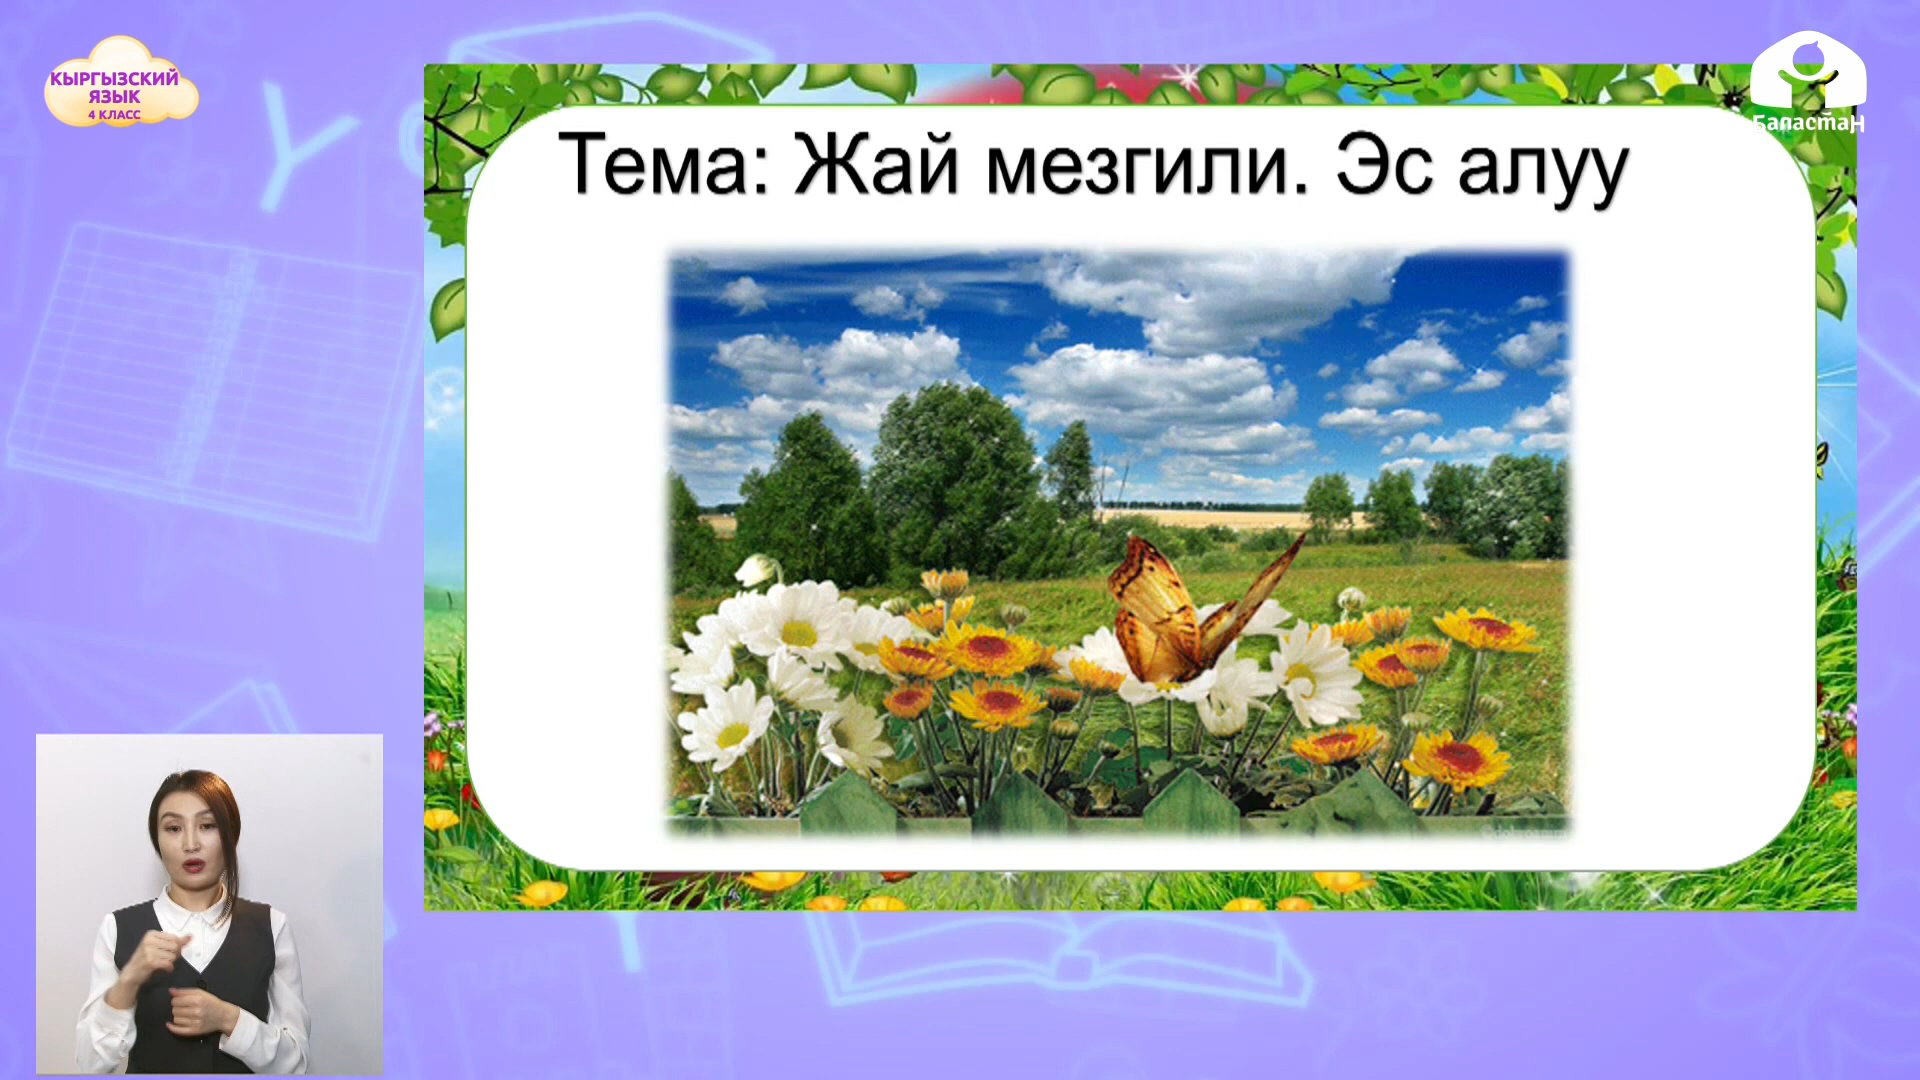 КЫРГЫЗСКИЙ
ЯЗЫК
4 КЛАСС
Баластан
Тема: Жай мезгили. Эс алуу